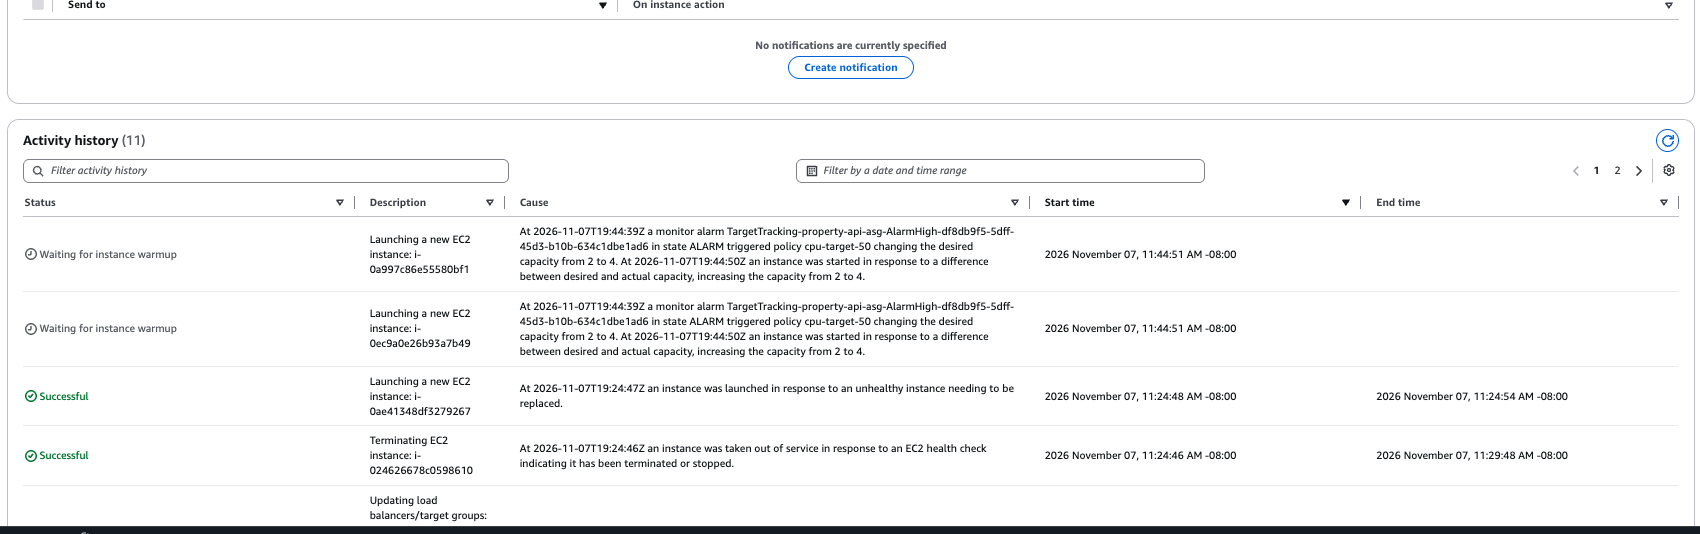 Send to
On instance action
No notifications are currently specified
Create notification
Activity history (11)
Filter activity history
Filter by a date and time range
1 2
Status
Description
Cause
Start time
End time
Waiting for instance warmup
Launching a new EC2
instance: i-
0a997c86e55580bf1
At 2026-11-07T19:44:39Z a monitor alarm TargetTracking-property-api-asg-AlarmHigh-df8db9f5-5dff-
45d3-b10b-634c1dbe1ad6 in state ALARM triggered policy cpu-target-50 changing the desired
capacity from 2 to 4. At 2026-11-07T19:44:50Z an instance was started in response to a difference
between desired and actual capacity, increasing the capacity from 2 to 4.
2026 November 07, 11:44:51 AM -08:00
Waiting for instance warmup
Launching a new EC2
instance: i-
0ec9a0e26b93a7b49
At 2026-11-07T19:44:39Z a monitor alarm TargetTracking-property-api-asg-AlarmHigh-df8db9f5-5dff-
45d3-b10b-634c1dbe1ad6 in state ALARM triggered policy cpu-target-50 changing the desired
capacity from 2 to 4. At 2026-11-07T19:44:50Z an instance was started in response to a difference
between desired and actual capacity, increasing the capacity from 2 to 4.
2026 November 07, 11:44:51 AM -08:00
Successful
Launching a new EC2
instance: i-
0ae41348df3279267
At 2026-11-07T19:24:47Z an instance was launched in response to an unhealthy instance needing to be
replaced.
2026 November 07, 11:24:48 AM -08:00
2026 November 07, 11:24:54 AM -08:00
Successful
Terminating EC2
instance: i-
024626678c0598610
At 2026-11-07T19:24:46Z an instance was taken out of service in response to an EC2 health check
indicating it has been terminated or stopped.
2026 November 07, 11:24:46 AM -08:00
2026 November 07, 11:29:48 AM -08:00
Updating load
balancers/target groups: